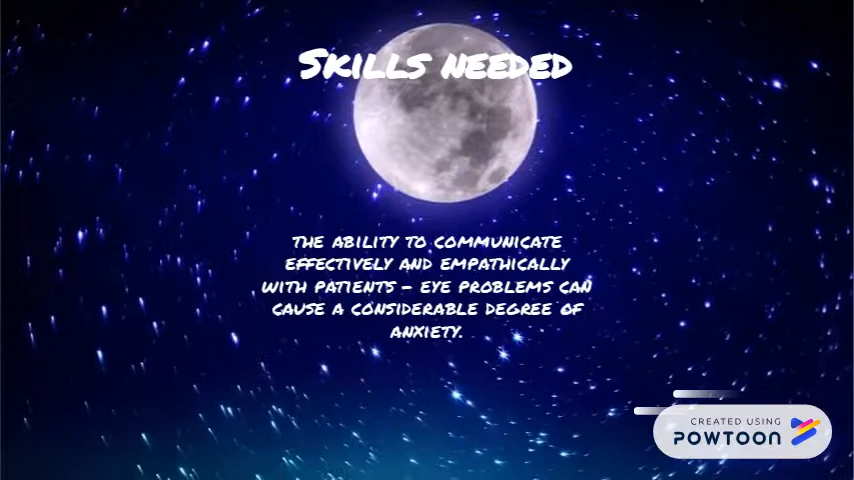 Skills needed
The ability to communicate
effectively and empathically
with patients – eye problems can
cause a considerable degree of
anxiety.
CREATED USING
POWTOON